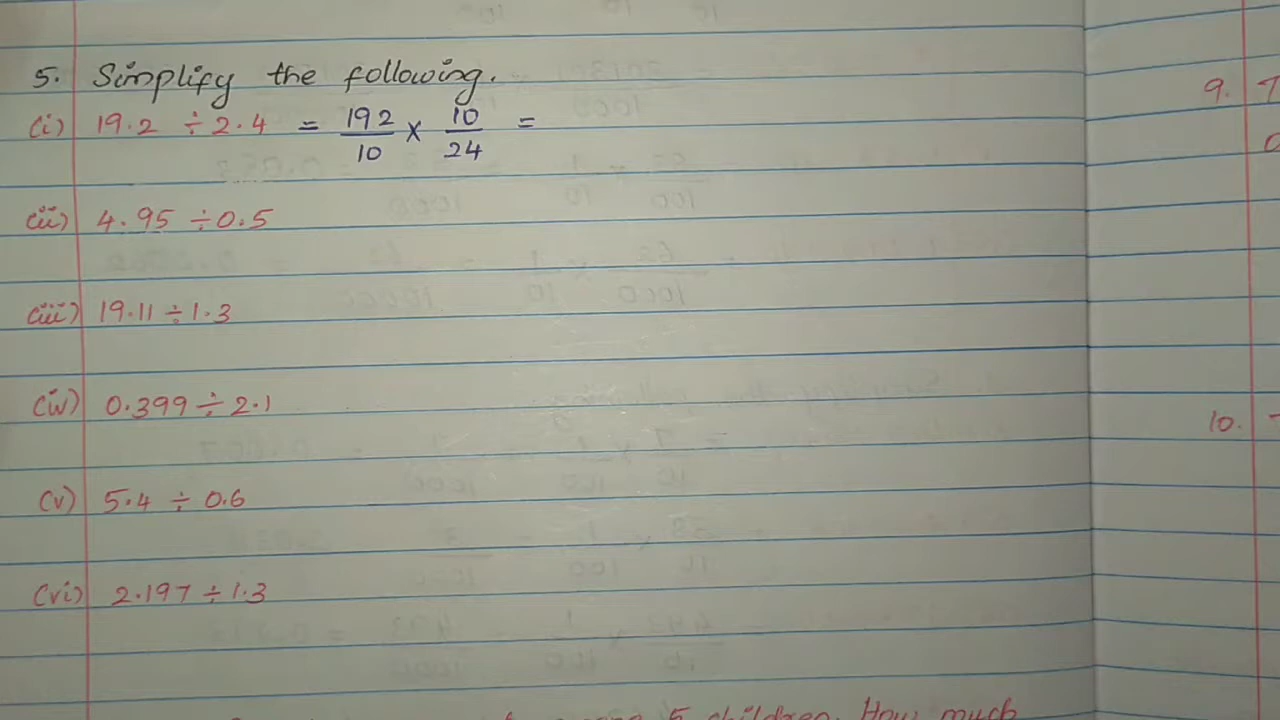 5. Simplify the following.
(i) 19.2 ÷ 2.4 = 192/10 × 10/24 =
(ii) 4.95 ÷ 0.5
(iii) 19.11 ÷ 1.3
(iv) 0.399 ÷ 2.1
(v) 5.4 ÷ 0.6
(vi) 2.197 ÷ 1.3
5 children. How much
9.
10.